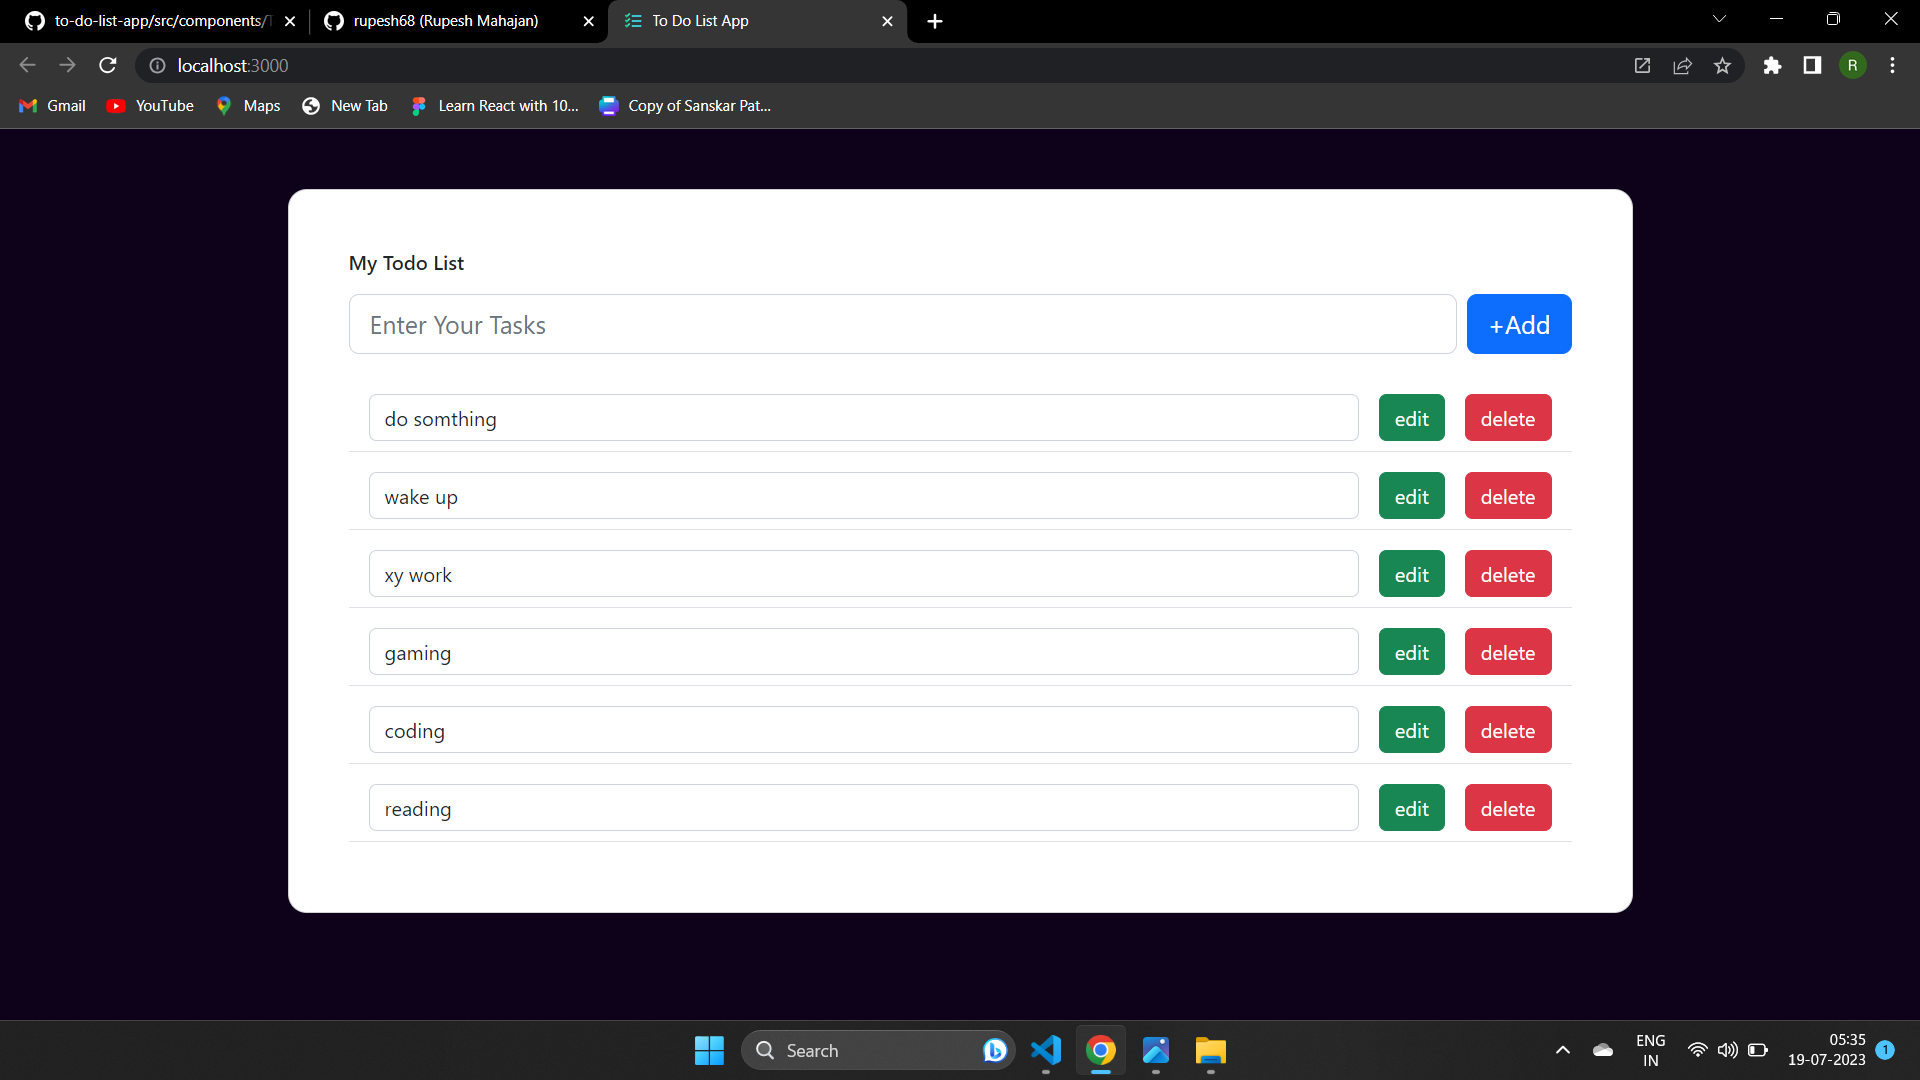 to-do-list-app/src/components/T
rupesh68 (Rupesh Mahajan)
To Do List App
localhost:3000
R
Gmail
YouTube
Maps
New Tab
Learn React with 10...
Copy of Sanskar Pat...
My Todo List
Enter Your Tasks
+Add
do somthing
edit
delete
wake up
edit
delete
xy work
edit
delete
gaming
edit
delete
coding
edit
delete
reading
edit
delete
Search
ENG
IN
05:35
19-07-2023
1